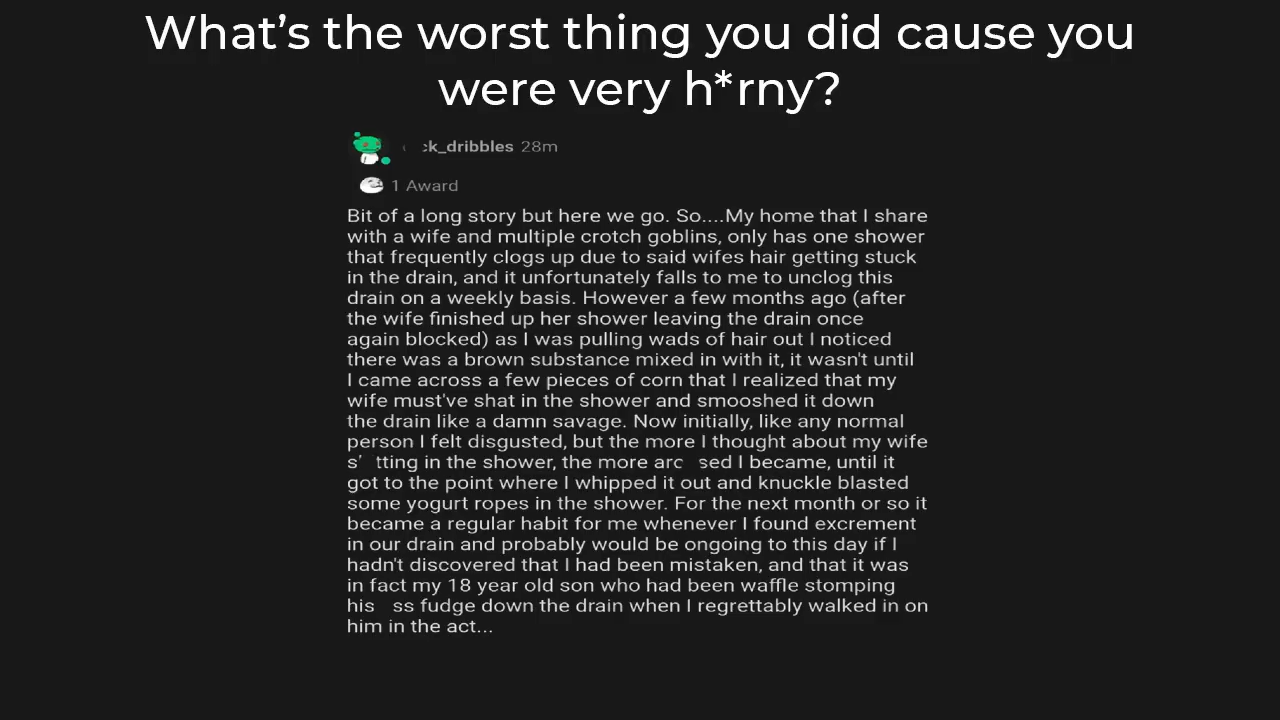 What's the worst thing you did cause you
were very h*rny?
ck_dribbles 28m
1 Award
Bit of a long story but here we go. So....My home that I share
with a wife and multiple crotch goblins, only has one shower
that frequently clogs up due to said wifes hair getting stuck
in the drain, and it unfortunately falls to me to unclog this
drain on a weekly basis. However a few months ago (after
the wife finished up her shower leaving the drain once
again blocked) as I was pulling wads of hair out I noticed
there was a brown substance mixed in with it, it wasn't until
I came across a few pieces of corn that I realized that my
wife must've shat in the shower and smooshed it down
the drain like a damn savage. Now initially, like any normal
person I felt disgusted, but the more I thought about my wife
s' tting in the shower, the more arc sed I became, until it
got to the point where I whipped it out and knuckle blasted
some yogurt ropes in the shower. For the next month or so it
became a regular habit for me whenever I found excrement
in our drain and probably would be ongoing to this day if I
hadn't discovered that I had been mistaken, and that it was
in fact my 18 year old son who had been waffle stomping
his ss fudge down the drain when I regrettably walked in on
him in the act...